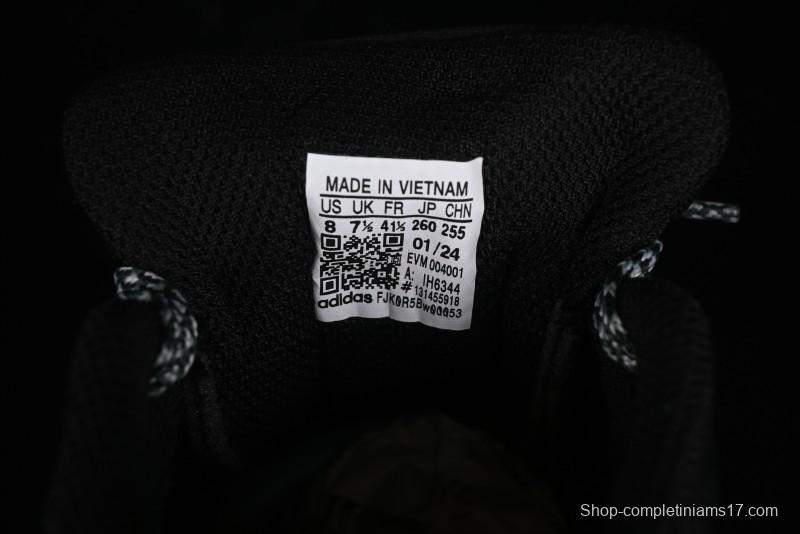 MADE IN VIETNAM
US UK FR JP CHN
8 7½ 41½ 260 255
01/24
EVM 004001
A: IH6344
# 131455918
adidas FJK0R5Bw00053
Shop-completiniams17.com